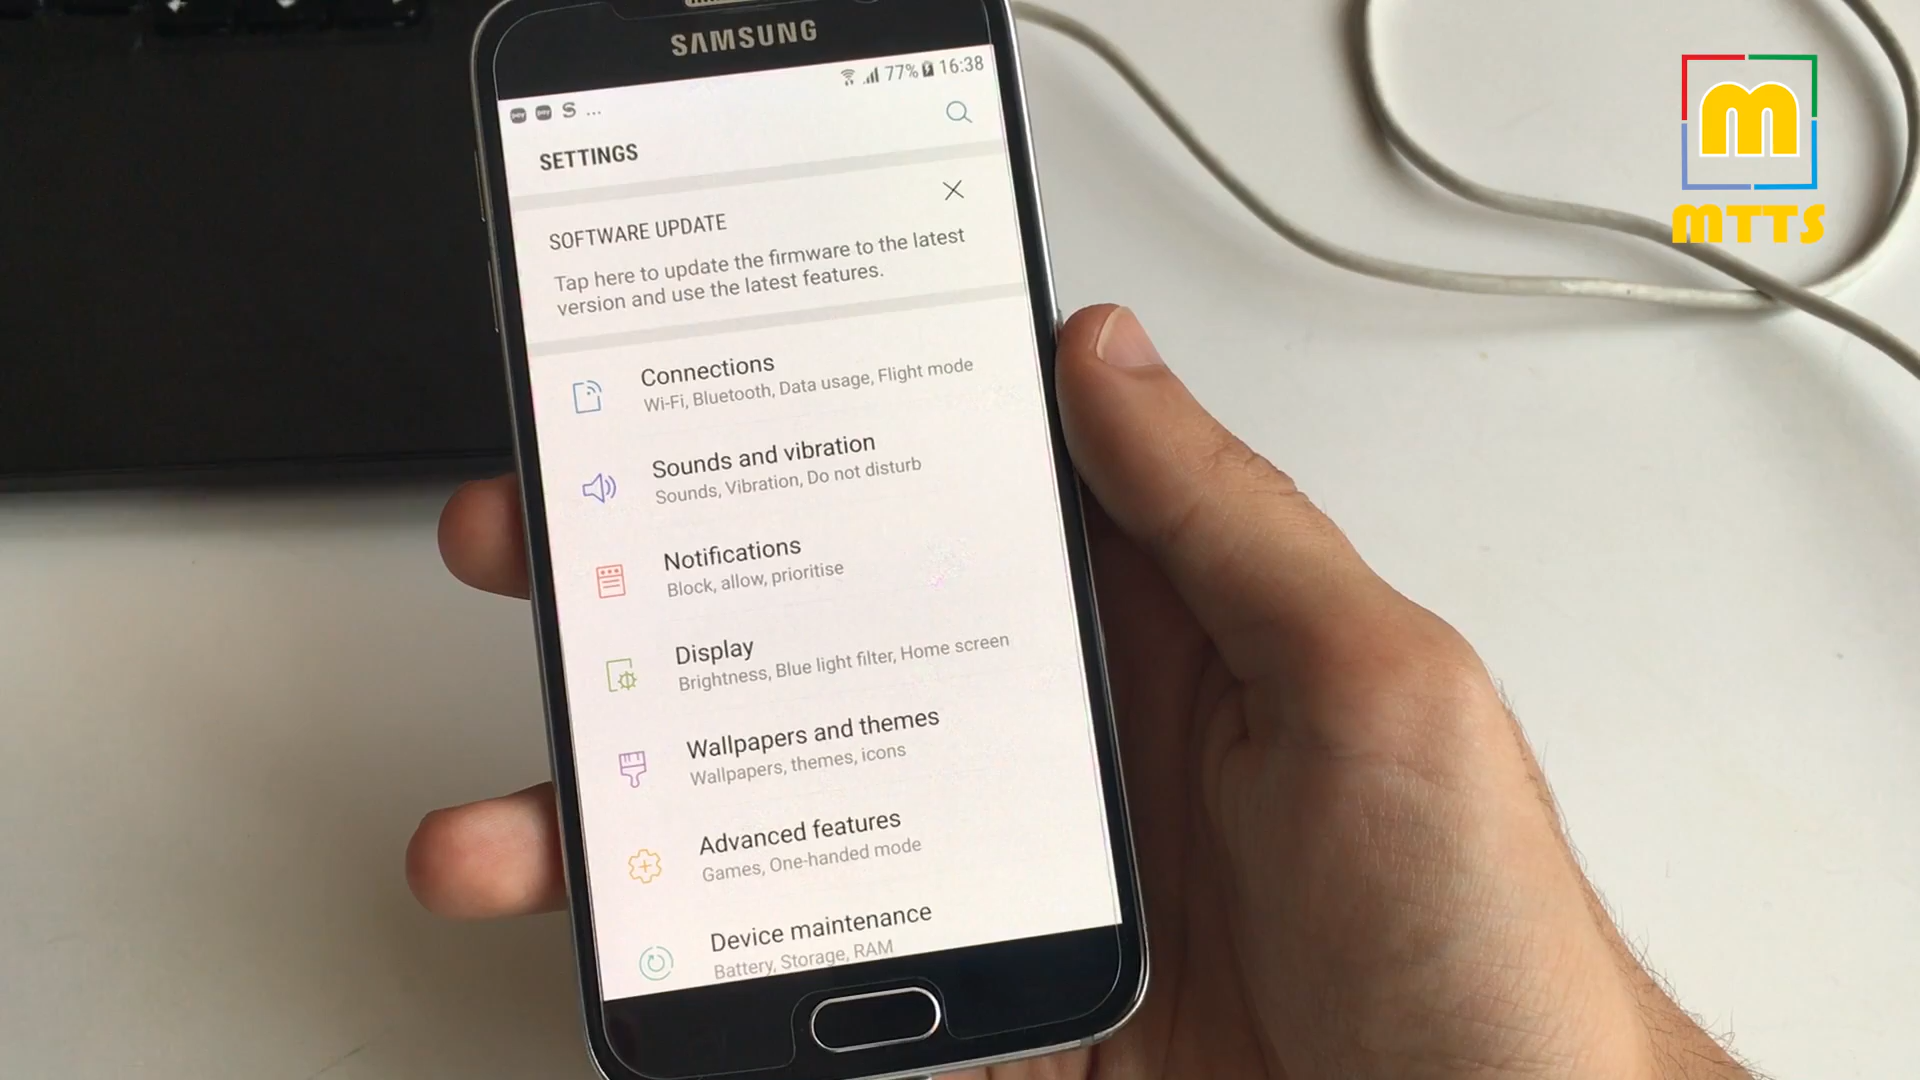 SAMSUNG
77% 16:38
S ...
SETTINGS
SOFTWARE UPDATE
Tap here to update the firmware to the latest
version and use the latest features.
Connections
Wi-Fi, Bluetooth, Data usage, Flight mode
Sounds and vibration
Sounds, Vibration, Do not disturb
Notifications
Block, allow, prioritise
Display
Brightness, Blue light filter, Home screen
Wallpapers and themes
Wallpapers, themes, icons
Advanced features
Games, One-handed mode
Device maintenance
Battery, Storage, RAM
m
MTTS